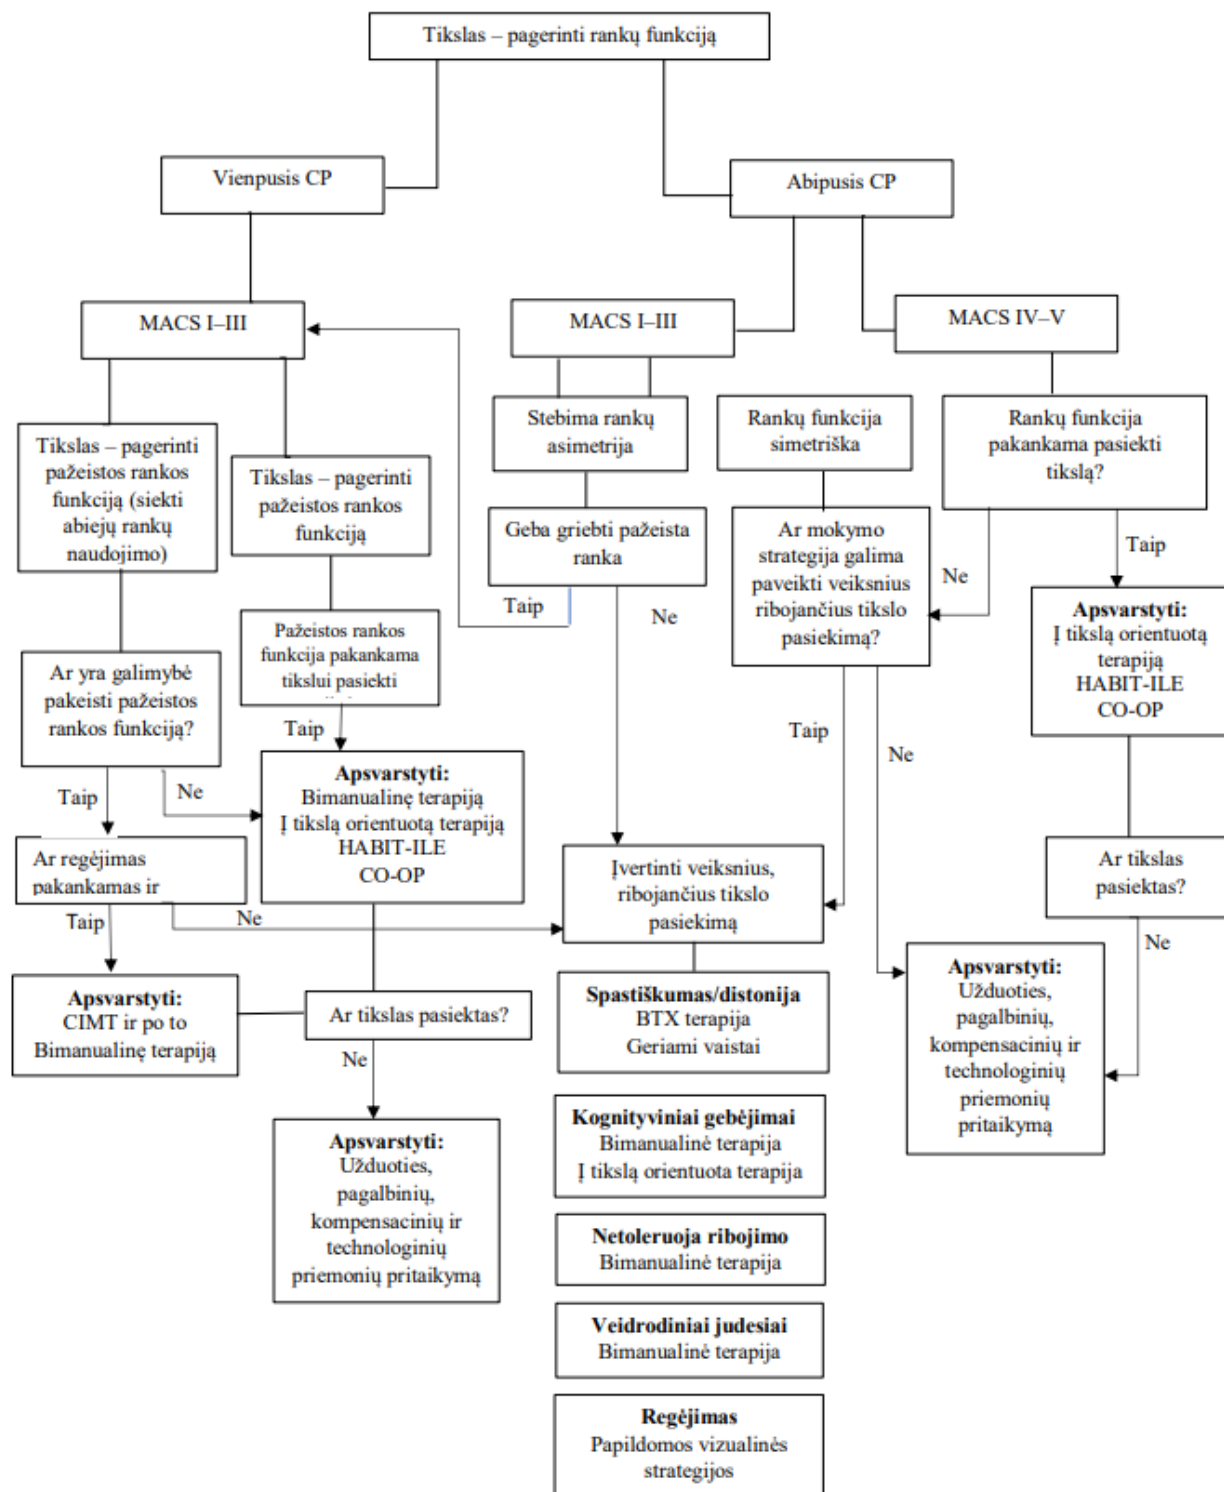 Tikslas – pagerinti rankų funkciją
Vienpusis CP
Abipusis CP
MACS I–III
MACS I–III
MACS IV–V
Tikslas – pagerinti
pažeistos rankos
funkciją (siekti
abiejų rankų
naudojimo)
Tikslas – pagerinti
pažeistos rankos
funkciją
Stebima rankų
asimetrija
Rankų funkcija
simetriška
Rankų funkcija
pakankama pasiekti
tikslą?
Geba griebti pažeista
ranka
Ar mokymo
strategija galima
paveikti veiksnius
ribojančius tikslo
pasiekimą?
Taip
Ne
Ne
Taip
Pažeistos rankos
funkcija pakankama
tikslui pasiekti
Ar yra galimybė
pakeisti pažeistos
rankos funkciją?
Apsvarstyti:
Į tikslą orientuotą
terapiją
HABIT-ILE
CO-OP
Taip
Taip
Ne
Taip
Ne
Apsvarstyti:
Bimanualinę terapiją
Į tikslą orientuotą terapiją
HABIT-ILE
CO-OP
Ar regėjimas
pakankamas ir
Įvertinti veiksnius,
ribojančius tikslo
pasiekimą
Ar tikslas
pasiektas?
Taip
Ne
Ne
Apsvarstyti:
CIMT ir po to
Bimanualinę terapiją
Ar tikslas pasiektas?
Ne
Spastiškumas/distonija
BTX terapija
Geriami vaistai
Apsvarstyti:
Užduoties,
pagalbinių,
kompensacinių ir
technologinių
priemonių
pritaikymą
Apsvarstyti:
Užduoties,
pagalbinių,
kompensacinių ir
technologinių
priemonių pritaikymą
Kognityviniai gebėjimai
Bimanualinė terapija
Į tikslą orientuota terapija
Netoleruoja ribojimo
Bimanualinė terapija
Veidrodiniai judesiai
Bimanualinė terapija
Regėjimas
Papildomos vizualinės
strategijos